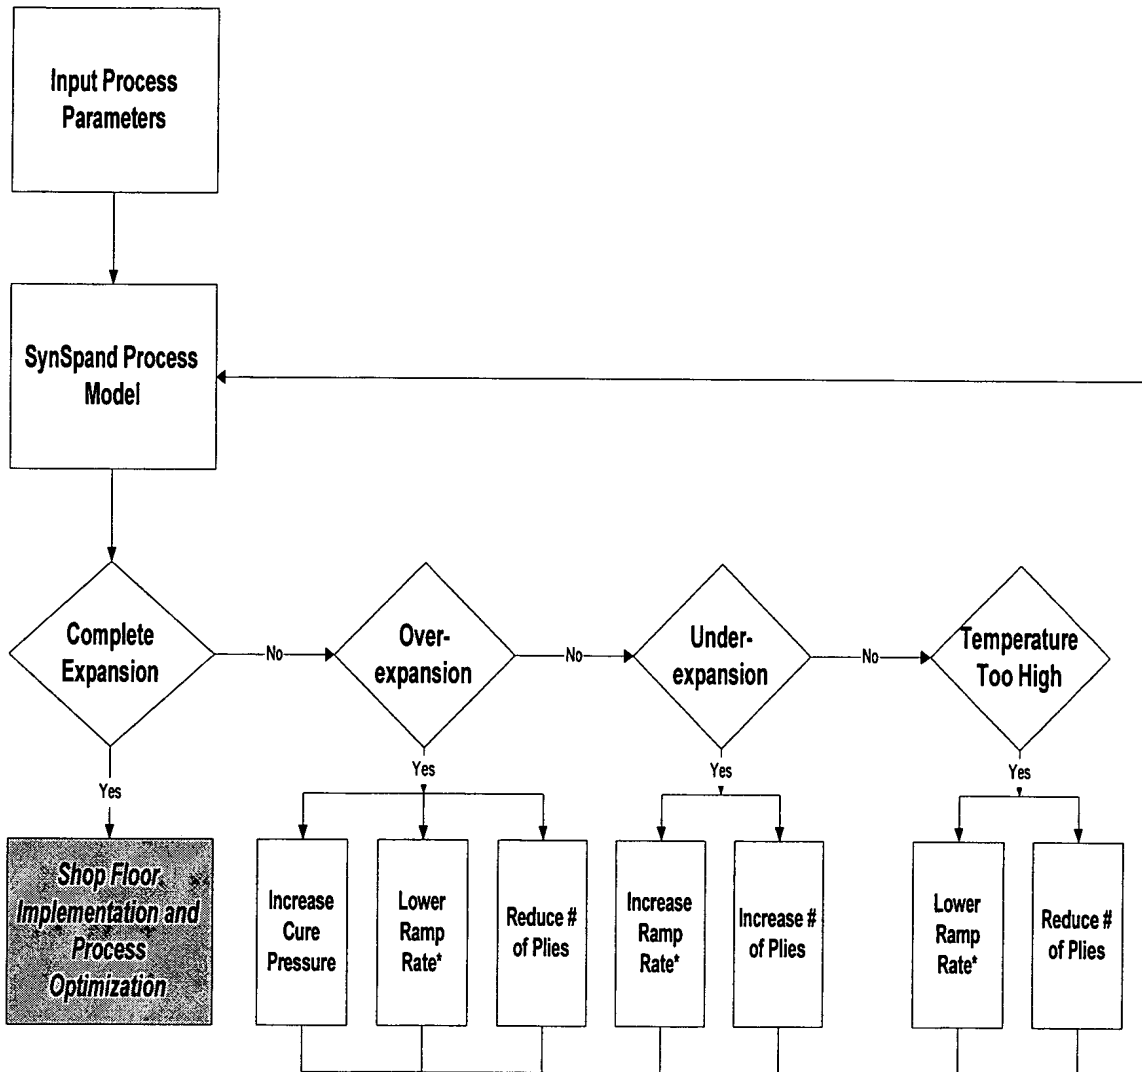 Input Process
Parameters
SynSpand Process
Model
Complete
Expansion
No
Over-
expansion
No
Under-
expansion
No
Temperature
Too High
Yes
Yes
Yes
Yes
Shop Floor
Implementation and
Process
Optimization
Increase
Cure
Pressure
Lower
Ramp
Rate*
Reduce #
of Plies
Increase
Ramp
Rate*
Increase #
of Plies
Lower
Ramp
Rate*
Reduce #
of Plies